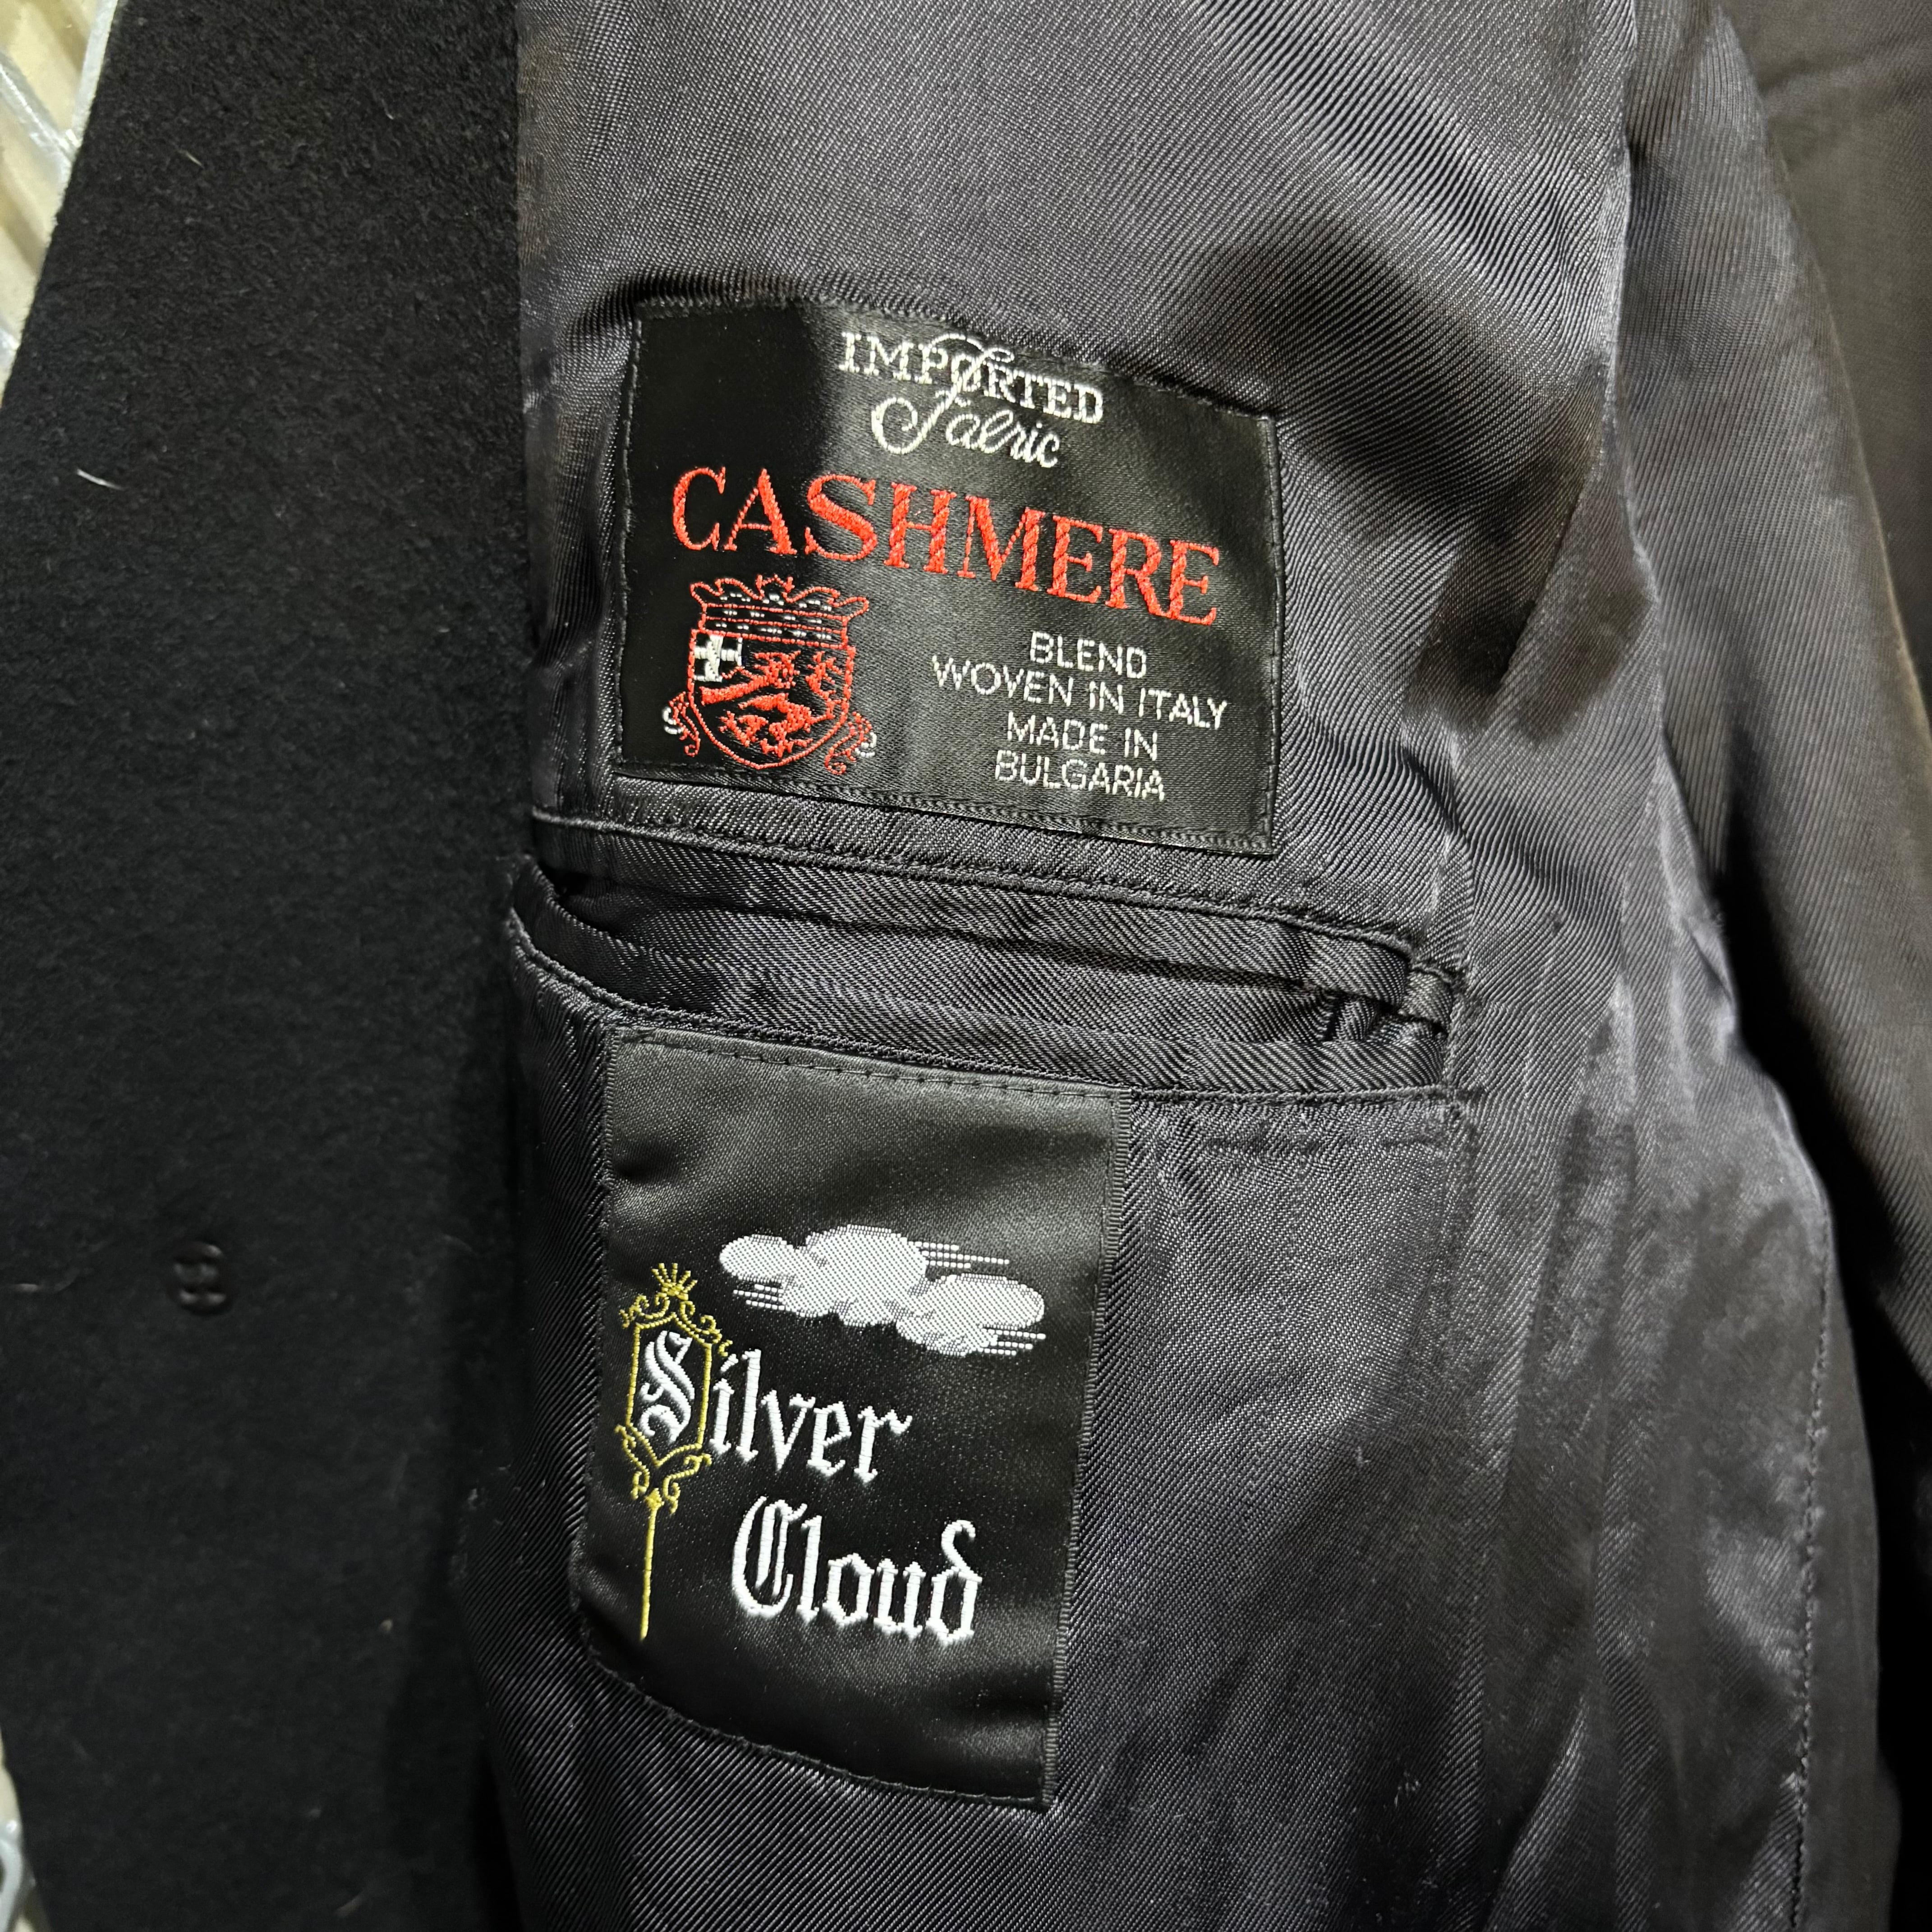 IMPORTED
Fabric
CASHMERE
BLEND
WOVEN IN ITALY
MADE IN
BULGARIA
Silver
Cloud